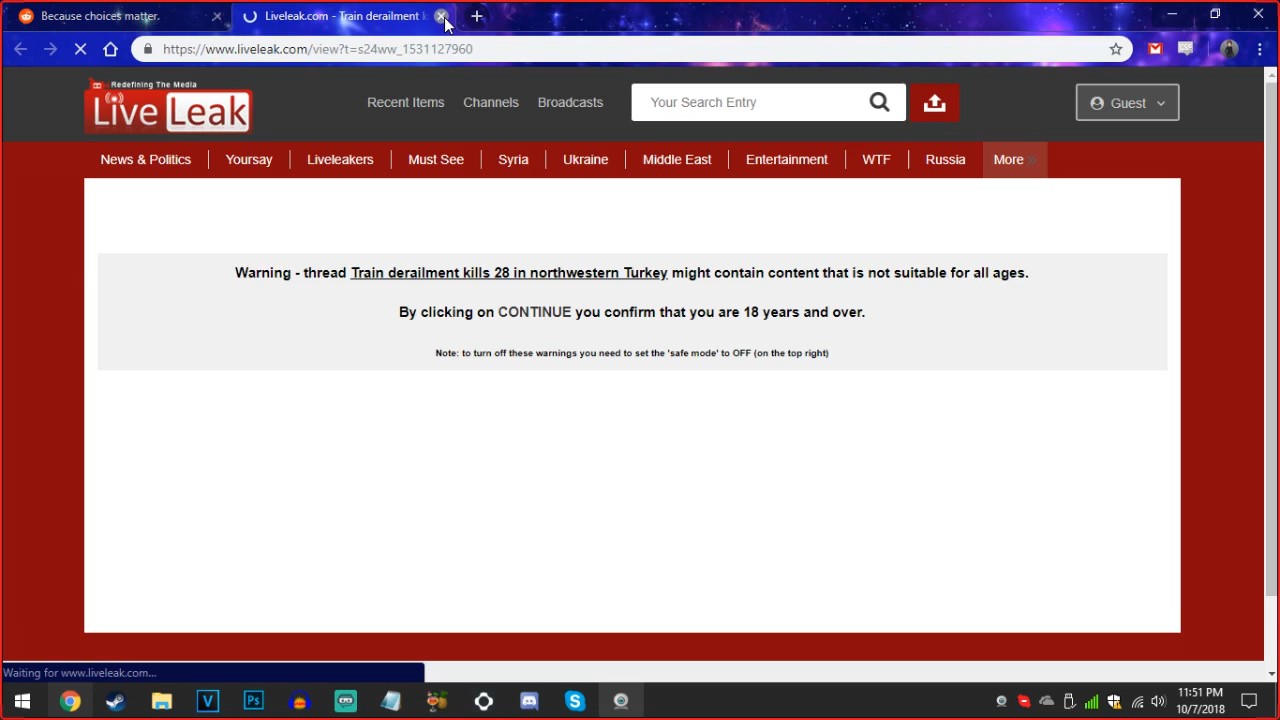 Because choices matter.
Liveleak.com - Train derailment k
https://www.liveleak.com/view?t=s24ww_1531127960
Redefining The Media
LiveLeak
Recent Items
Channels
Broadcasts
Your Search Entry
Guest
News & Politics
Yoursay
Liveleakers
Must See
Syria
Ukraine
Middle East
Entertainment
WTF
Russia
More
Warning - thread Train derailment kills 28 in northwestern Turkey might contain content that is not suitable for all ages.
By clicking on CONTINUE you confirm that you are 18 years and over.
Note: to turn off these warnings you need to set the 'safe mode' to OFF (on the top right)
Waiting for www.liveleak.com...
V
Ps
11:51 PM
10/7/2018